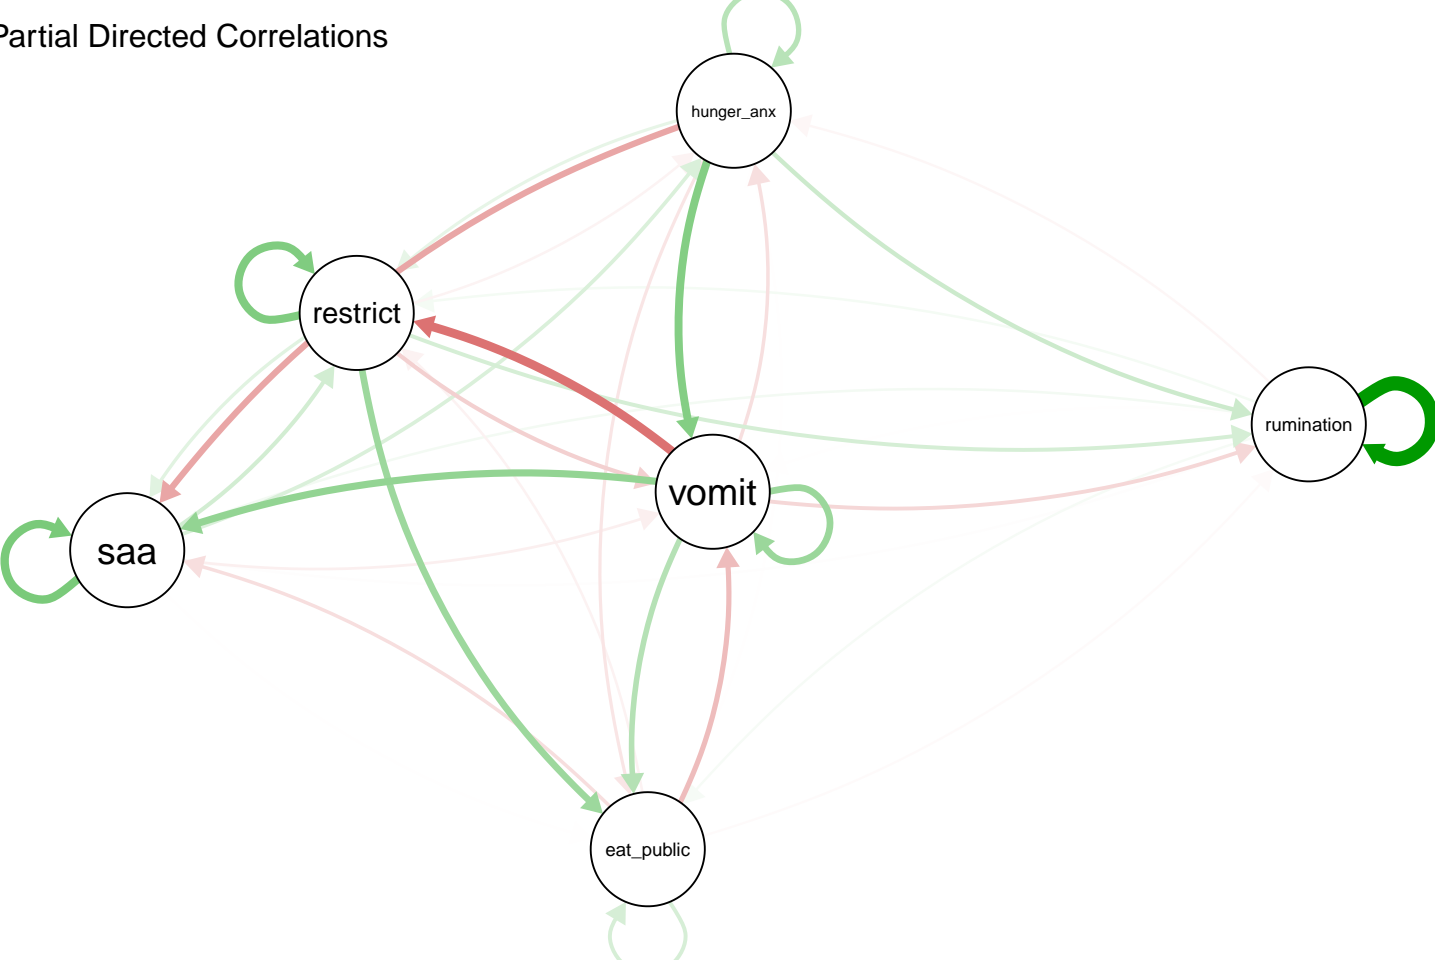 Partial Directed Correlations
hunger_anx
restrict
rumination
vomit
saa
eat_public